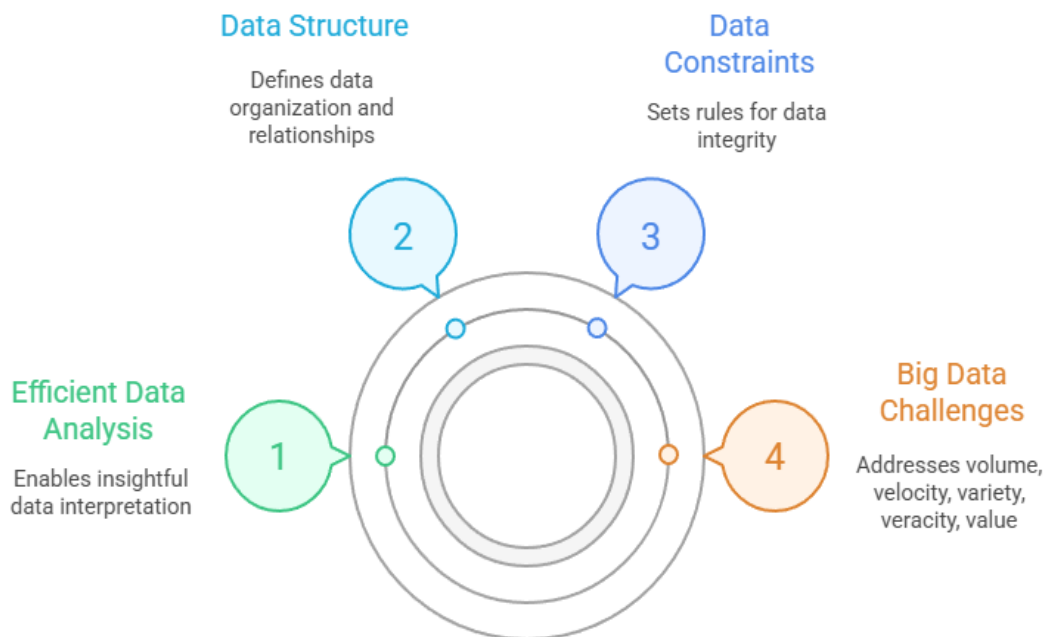 Data Structure
Defines data
organization and
relationships
2
Data
Constraints
Sets rules for data
integrity
3
Efficient Data
Analysis
Enables insightful
data interpretation
1
Big Data
Challenges
Addresses volume,
velocity, variety,
veracity, value
4